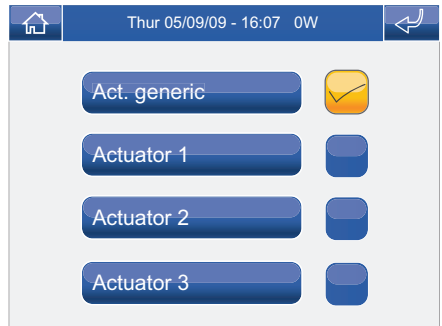 Thur 05/09/09 - 16:07 0W
Act. generic
Actuator 1
Actuator 2
Actuator 3